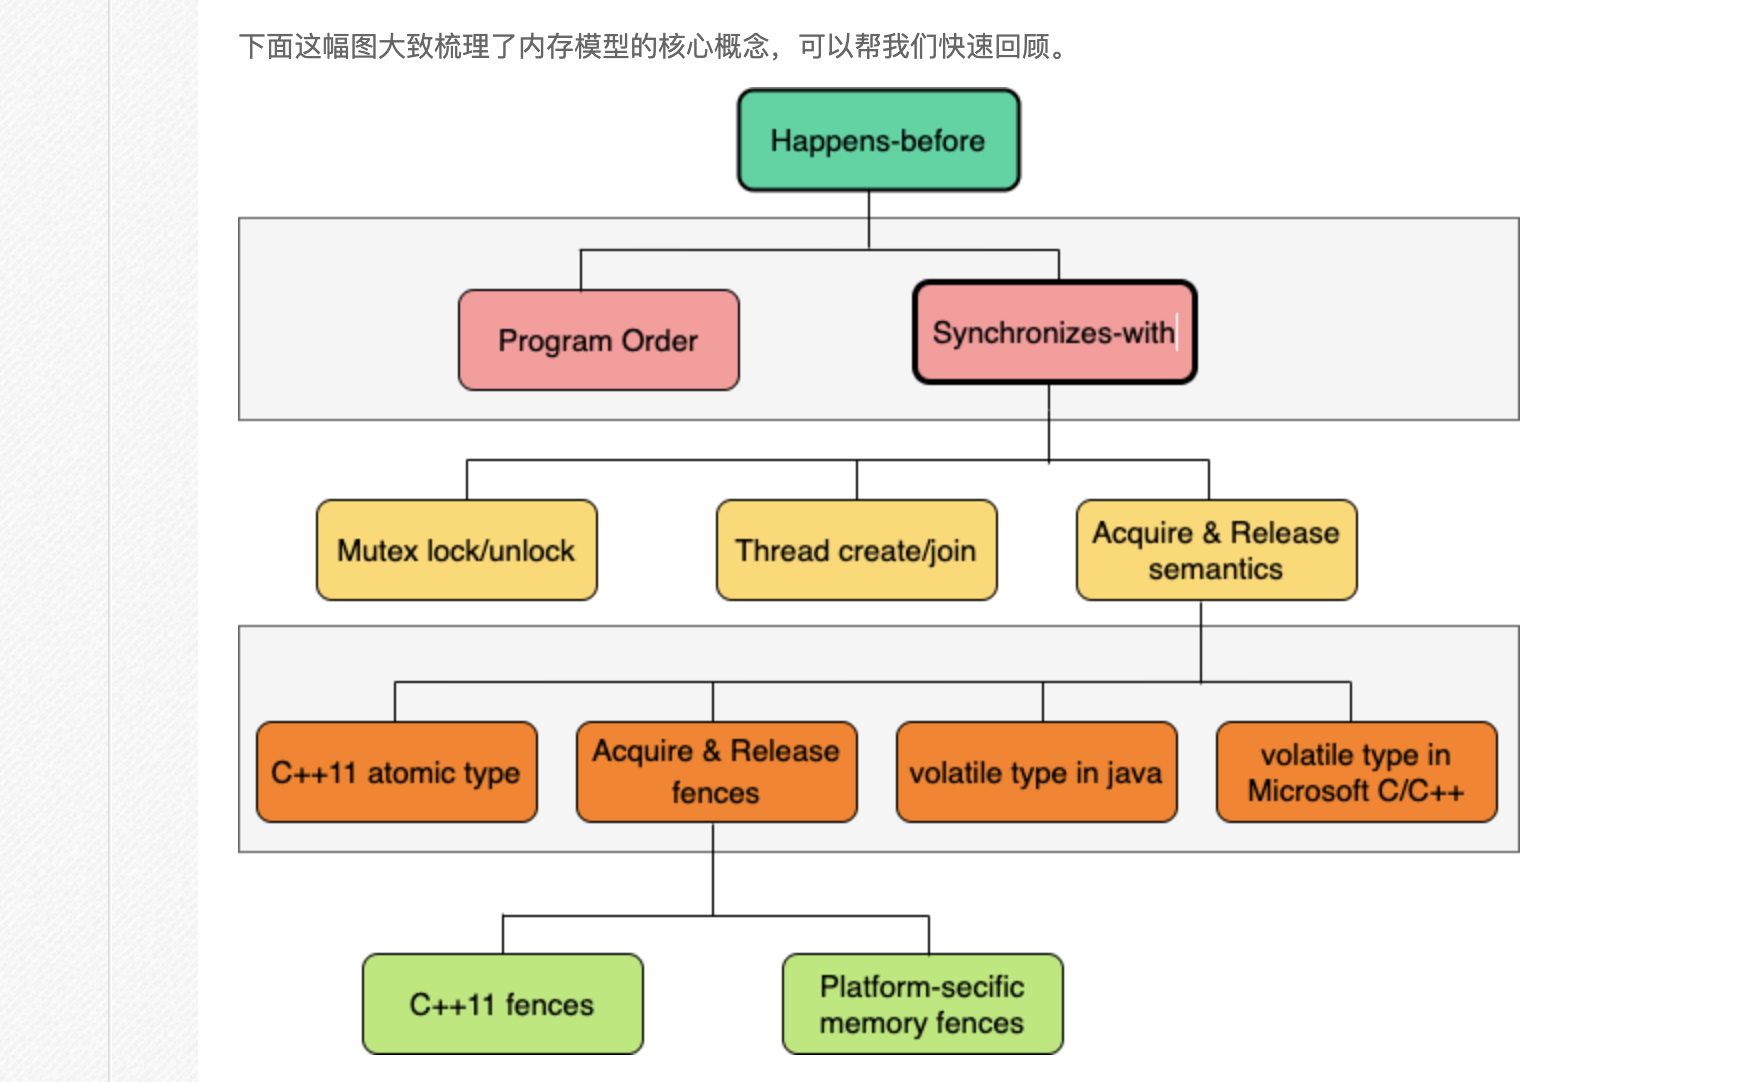 下面这幅图大致梳理了内存模型的核心概念，可以帮我们快速回顾。
Happens-before
Program Order
Synchronizes-with
Mutex lock/unlock
Thread create/join
Acquire & Release
semantics
C++11 atomic type
Acquire & Release
fences
volatile type in java
volatile type in
Microsoft C/C++
C++11 fences
Platform-secific
memory fences